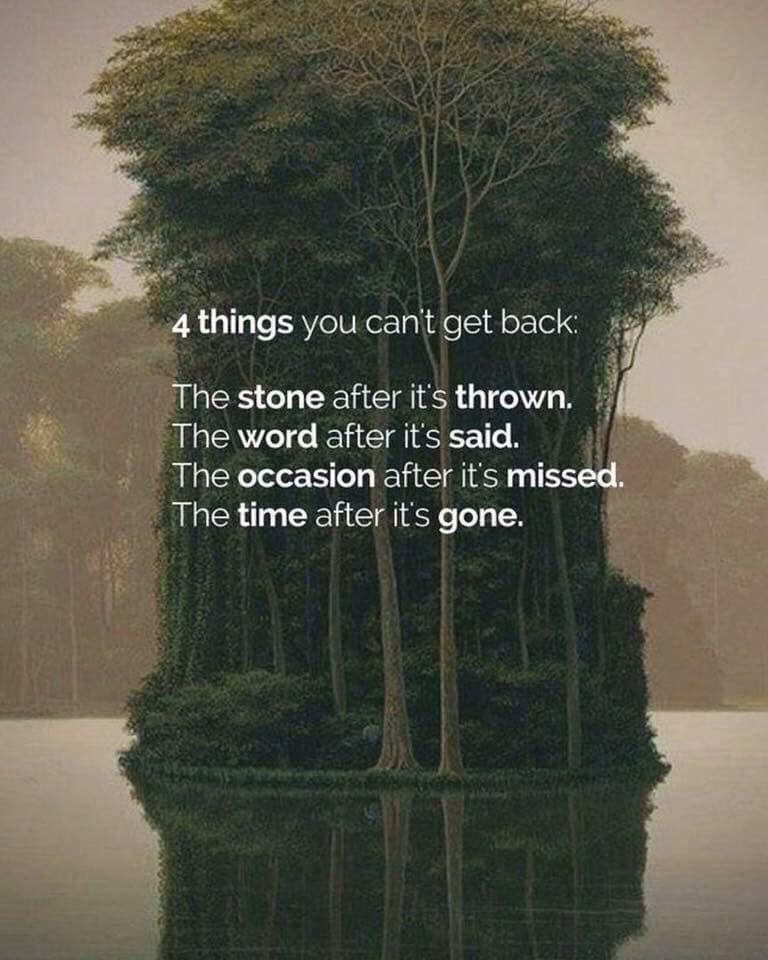 4 things you can't get back:
The stone after it's thrown.
The word after it's said.
The occasion after it's missed.
The time after it's gone.